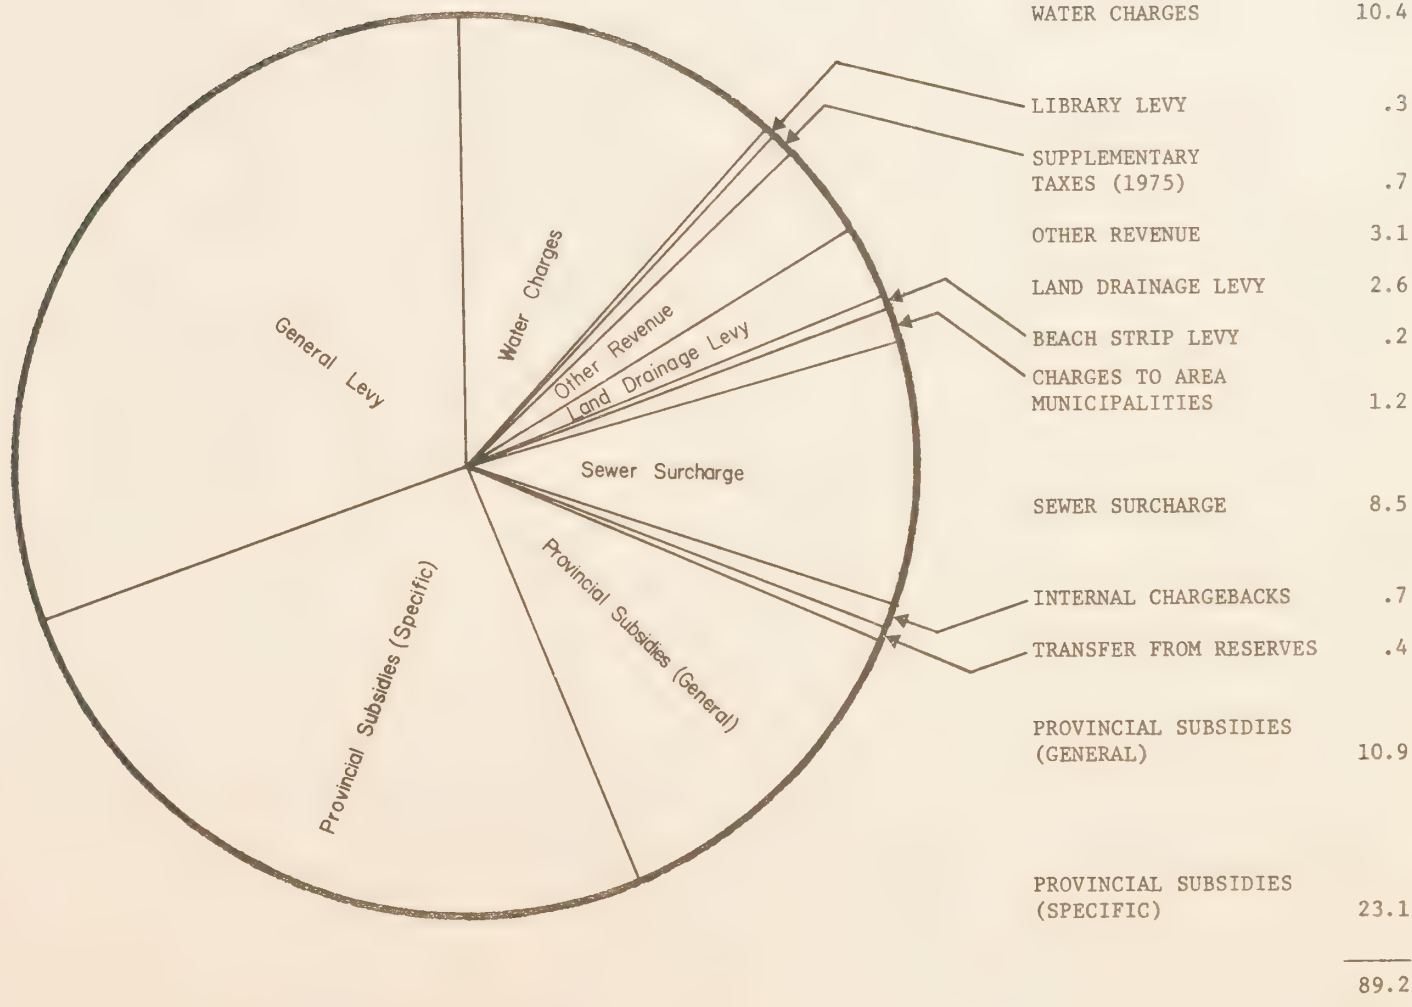 WATER CHARGES 10.4
LIBRARY LEVY .3
SUPPLEMENTARY
TAXES (1975) .7
OTHER REVENUE 3.1
LAND DRAINAGE LEVY 2.6
BEACH STRIP LEVY .2
CHARGES TO AREA
MUNICIPALITIES 1.2
SEWER SURCHARGE 8.5
INTERNAL CHARGEBACKS .7
TRANSFER FROM RESERVES .4
PROVINCIAL SUBSIDIES
(GENERAL) 10.9
PROVINCIAL SUBSIDIES
(SPECIFIC) 23.1
89.2
General Levy
Water Charges
Other Revenue
Land Drainage Levy
Sewer Surcharge
Provincial Subsidies (General)
Provincial Subsidies (Specific)